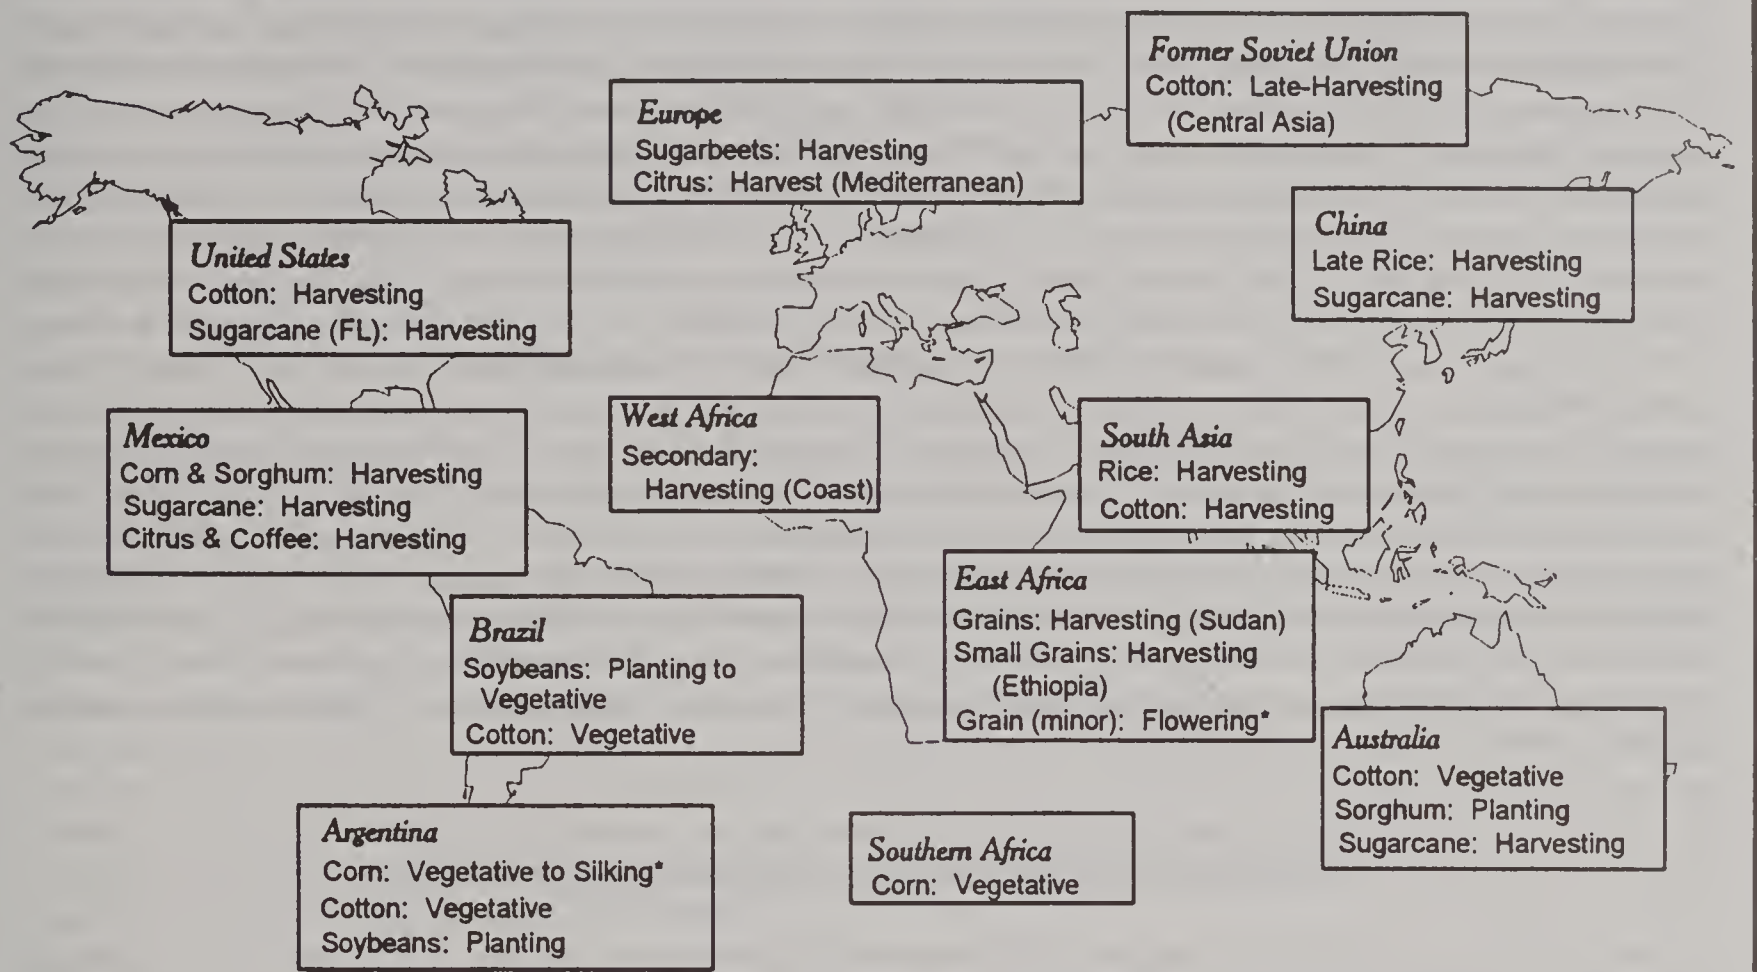 Former Soviet Union
Cotton: Late-Harvesting
(Central Asia)
Europe
Sugarbeets: Harvesting
Citrus: Harvest (Mediterranean)
China
Late Rice: Harvesting
Sugarcane: Harvesting
United States
Cotton: Harvesting
Sugarcane (FL): Harvesting
Mexico
Corn & Sorghum: Harvesting
Sugarcane: Harvesting
Citrus & Coffee: Harvesting
West Africa
Secondary:
Harvesting (Coast)
South Asia
Rice: Harvesting
Cotton: Harvesting
East Africa
Grains: Harvesting (Sudan)
Small Grains: Harvesting
(Ethiopia)
Grain (minor): Flowering*
Brazil
Soybeans: Planting to
Vegetative
Cotton: Vegetative
Australia
Cotton: Vegetative
Sorghum: Planting
Sugarcane: Harvesting
Argentina
Corn: Vegetative to Silking*
Cotton: Vegetative
Soybeans: Planting
Southern Africa
Corn: Vegetative